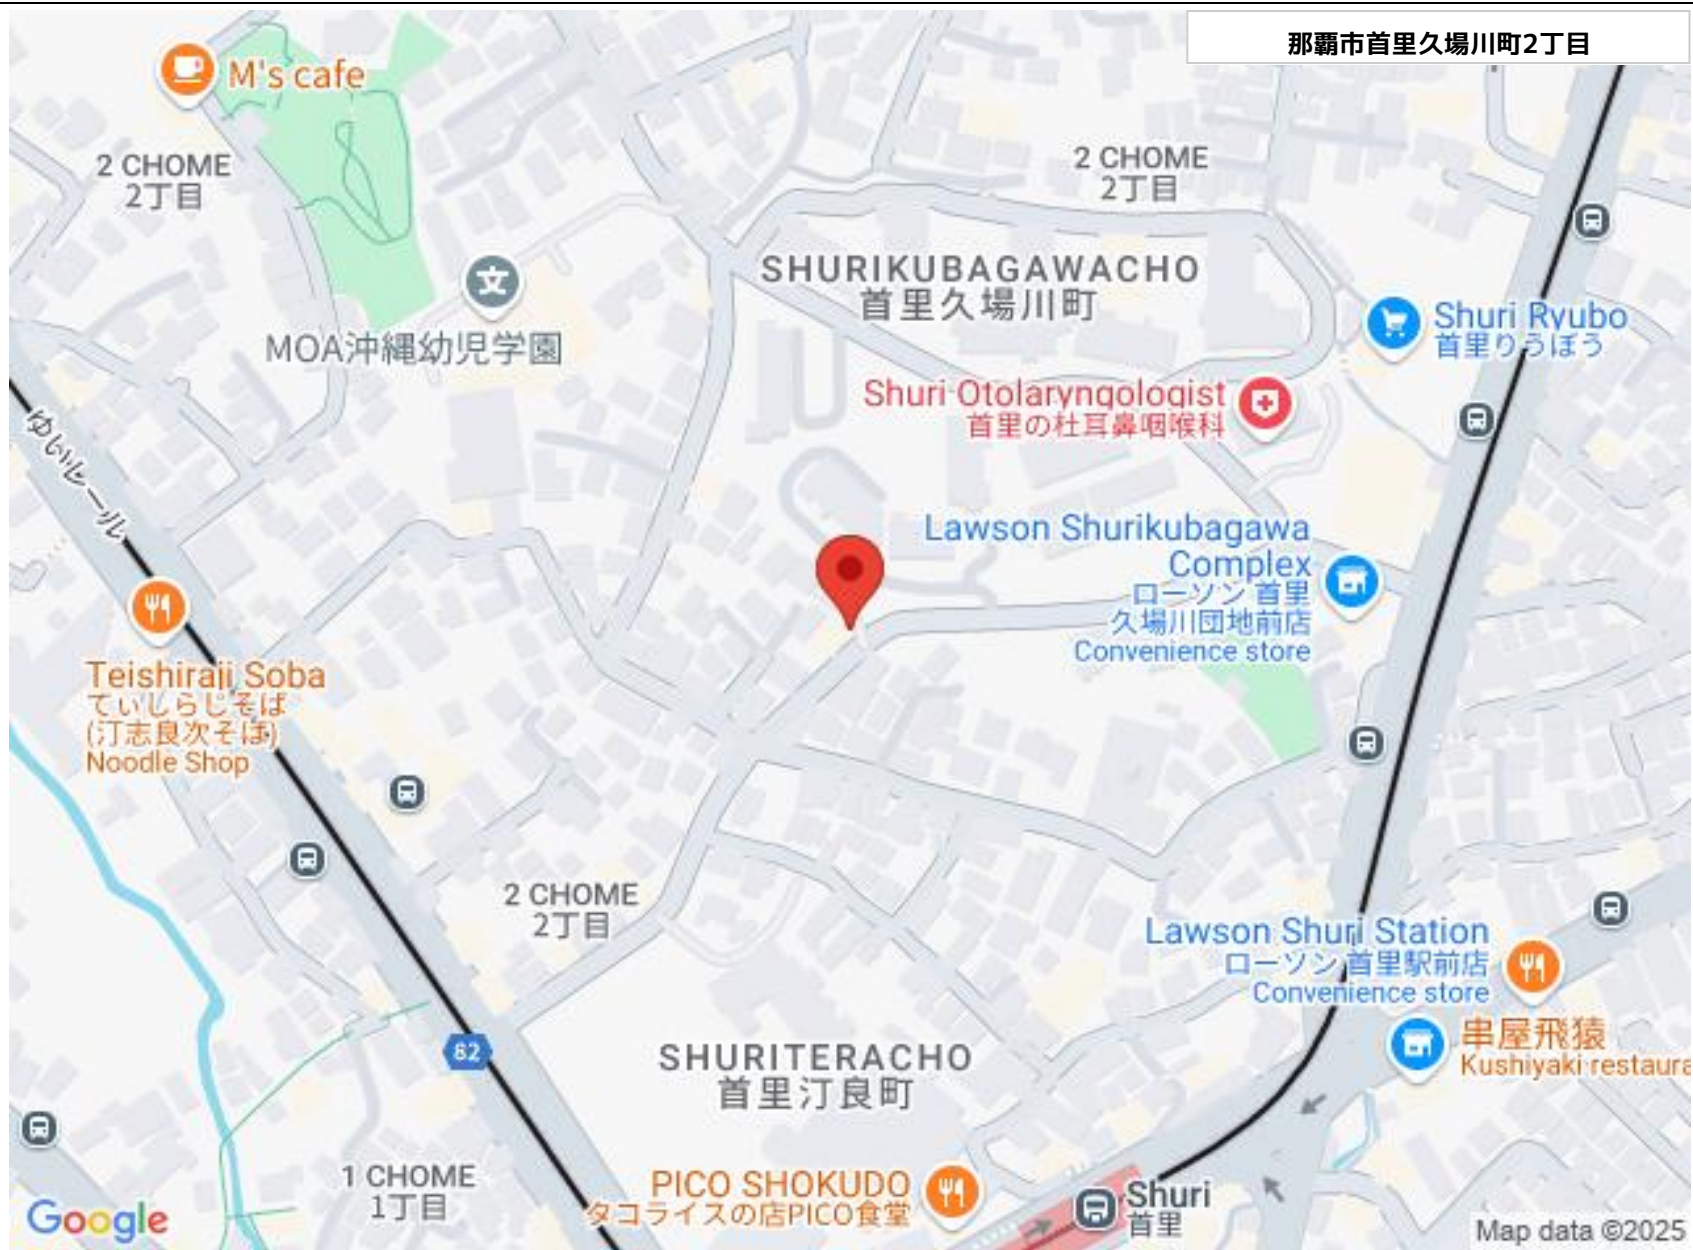 那覇市首里久場川町2丁目
M's cafe
2 CHOME
2丁目
2 CHOME
2丁目
SHURIKUBAGAWACHO
首里久場川町
MOA沖縄幼児学園
Shuri Ryubo
首里りうぼう
Shuri Otolaryngologist
首里の杜耳鼻咽喉科
ゆいレール
Lawson Shurikubagawa
Complex
ローソン 首里
久場川団地前店
Convenience store
Teishiraji Soba
てぃしらじそば
(汀志良次そば)
Noodle Shop
2 CHOME
2丁目
Lawson Shuri Station
ローソン 首里駅前店
Convenience store
串屋飛猿
Kushiyaki restaura
82
SHURITERACHO
首里汀良町
1 CHOME
1丁目
PICO SHOKUDO
タコライスの店PICO食堂
Shuri
首里
Google
Map data ©2025